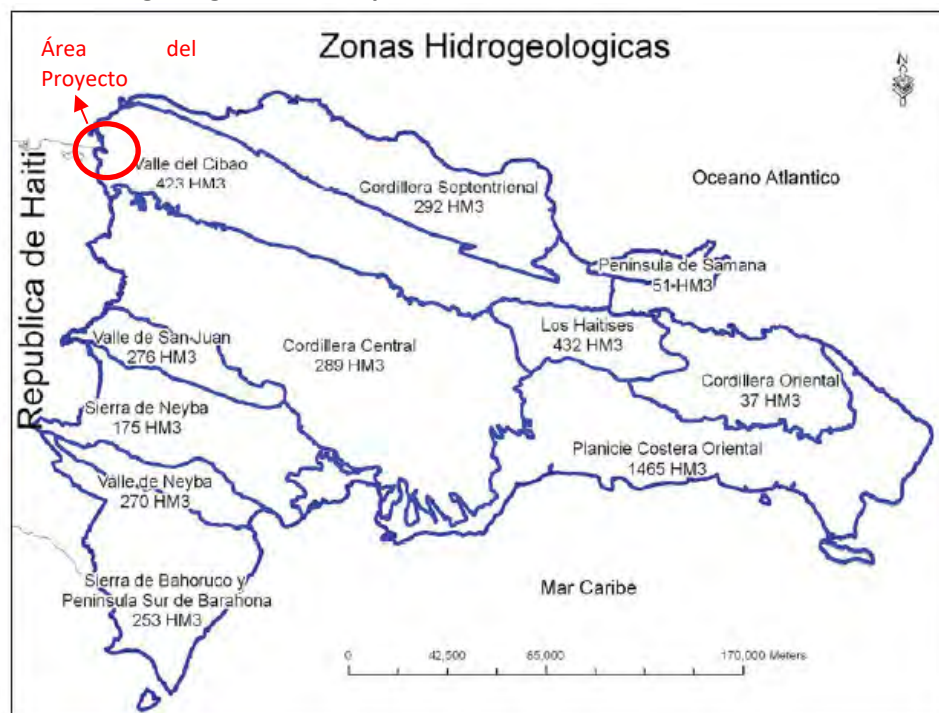 Zonas Hidrogeologicas
Área del
Proyecto
N
Republica de Haiti
Valle del Cibao
423 HM3
Cordillera Septentrienal
292 HM3
Oceano Atlantico
Peninsula de Samana
51 HM3
Los Haitises
432 HM3
Valle de San Juan
276 HM3
Cordillera Central
289 HM3
Cordillera Oriental
37 HM3
Sierra de Neyba
175 HM3
Planicie Costera Oriental
1465 HM3
Valle de Neyba
270 HM3
Sierra de Bahoruco y
Peninsula Sur de Barahona
253 HM3
Mar Caribe
0 42,500 85,000 170,000 Meters